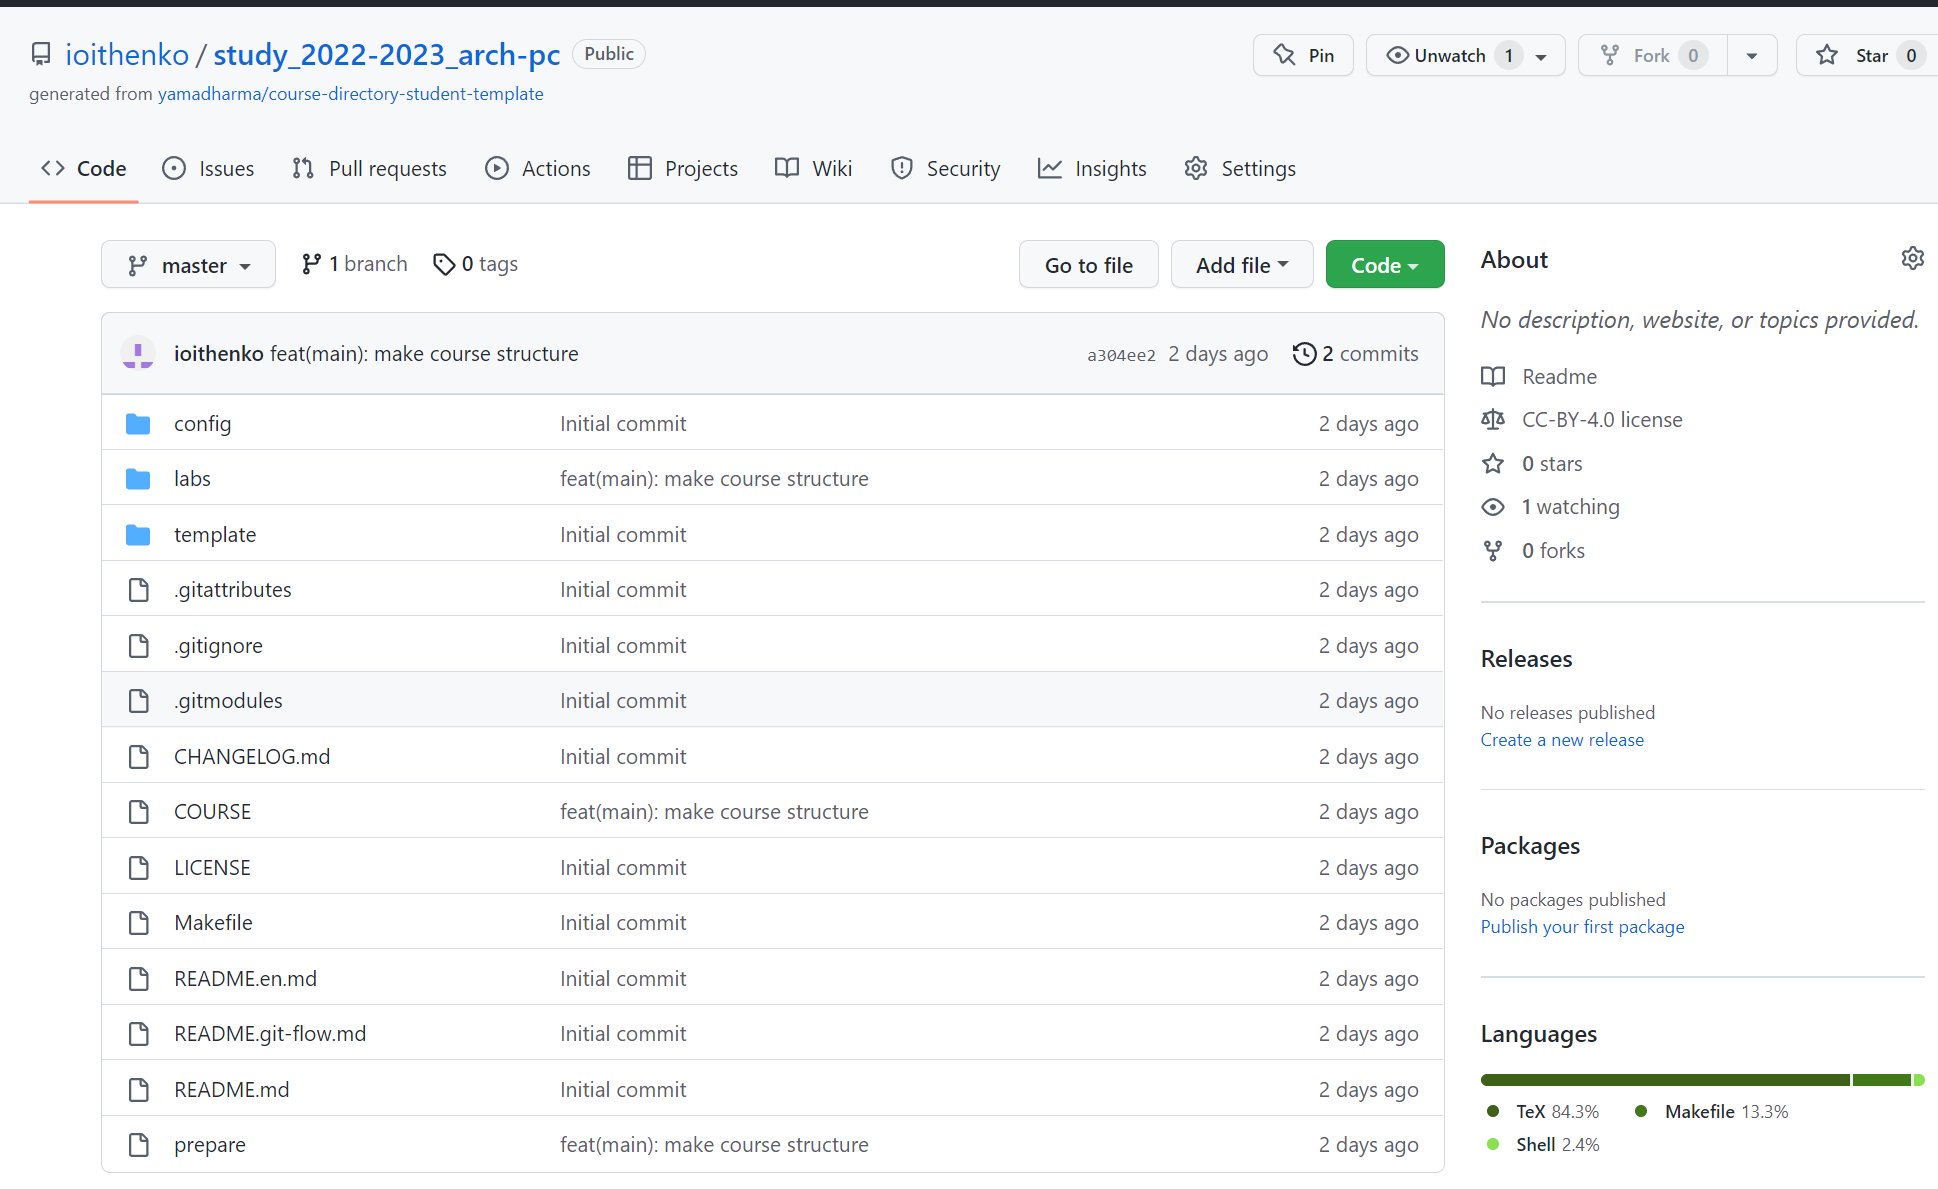 ioithenko / study_2022-2023_arch-pc Public Pin Unwatch 1 Fork 0 Star 0
generated from yamadharma/course-directory-student-template
Code Issues Pull requests Actions Projects Wiki Security Insights Settings
master 1 branch 0 tags Go to file Add file Code
ioithenko feat(main): make course structure a304ee2 2 days ago 2 commits
config Initial commit 2 days ago
labs feat(main): make course structure 2 days ago
template Initial commit 2 days ago
.gitattributes Initial commit 2 days ago
.gitignore Initial commit 2 days ago
.gitmodules Initial commit 2 days ago
CHANGELOG.md Initial commit 2 days ago
COURSE feat(main): make course structure 2 days ago
LICENSE Initial commit 2 days ago
Makefile Initial commit 2 days ago
README.en.md Initial commit 2 days ago
README.git-flow.md Initial commit 2 days ago
README.md Initial commit 2 days ago
prepare feat(main): make course structure 2 days ago
About
No description, website, or topics provided.
Readme
CC-BY-4.0 license
0 stars
1 watching
0 forks
Releases
No releases published
Create a new release
Packages
No packages published
Publish your first package
Languages
TeX 84.3% Makefile 13.3%
Shell 2.4%